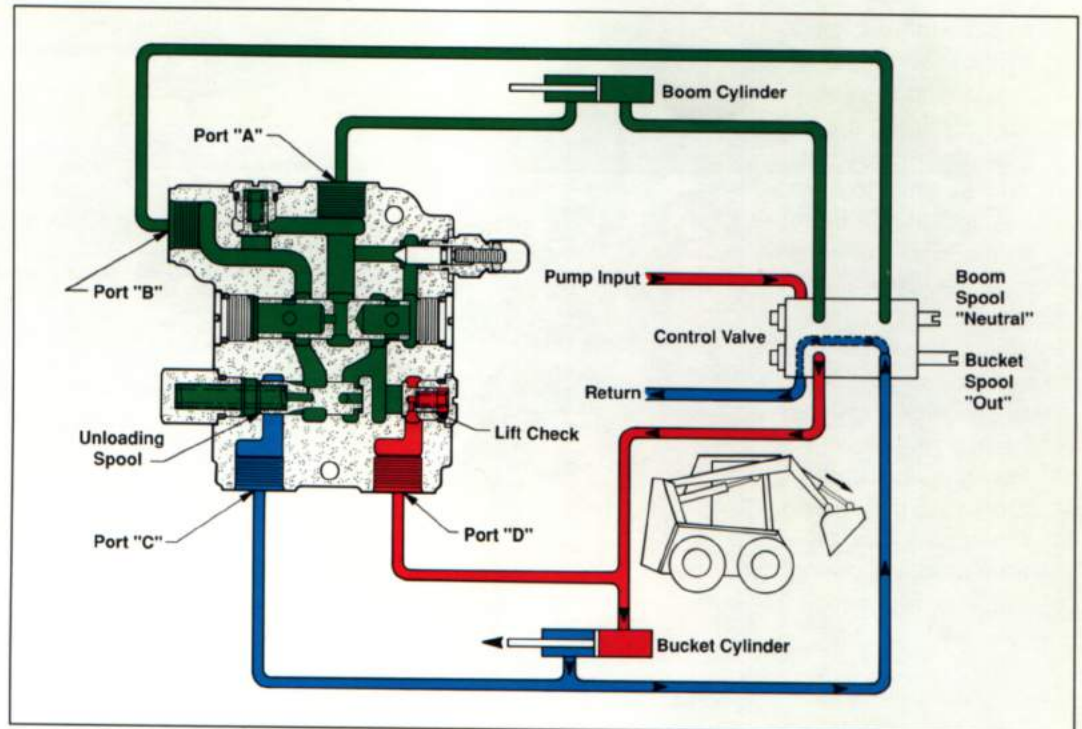 Boom Cylinder
Port "A"
Pump Input
Port "B"
Boom
Spool
"Neutral"
Control Valve
Bucket
Spool
"Out"
Return
Unloading
Spool
Lift Check
Port "C"
Port "D"
Bucket Cylinder